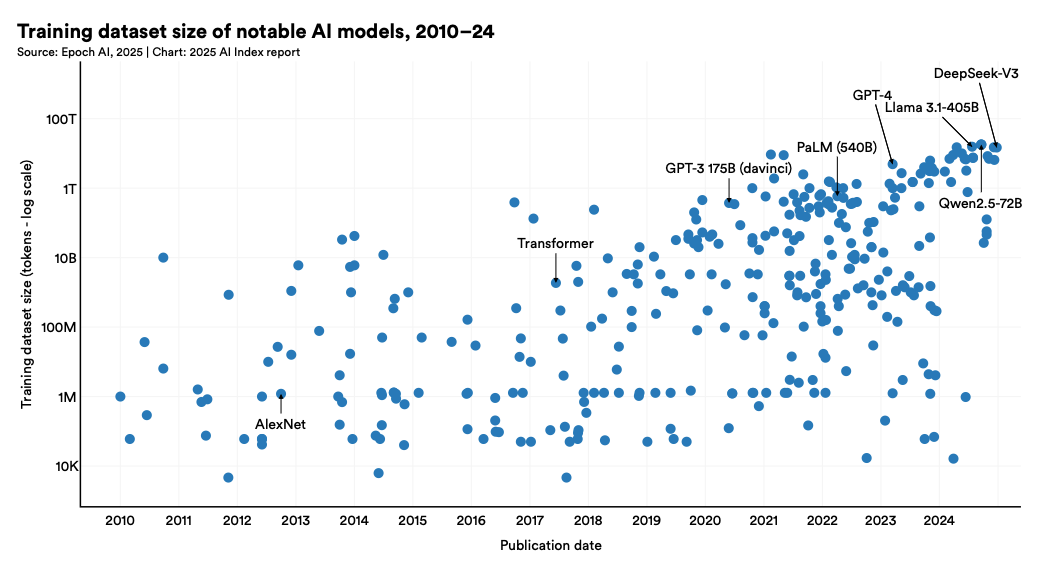 Training dataset size of notable AI models, 2010–24
Source: Epoch AI, 2025 | Chart: 2025 AI Index report
DeepSeek-V3
GPT-4
Llama 3.1-405B
100T
PaLM (540B)
GPT-3 175B (davinci)
1T
Qwen2.5-72B
Transformer
10B
100M
1M
AlexNet
10K
Training dataset size (tokens - log scale)
2010 2011 2012 2013 2014 2015 2016 2017 2018 2019 2020 2021 2022 2023 2024
Publication date